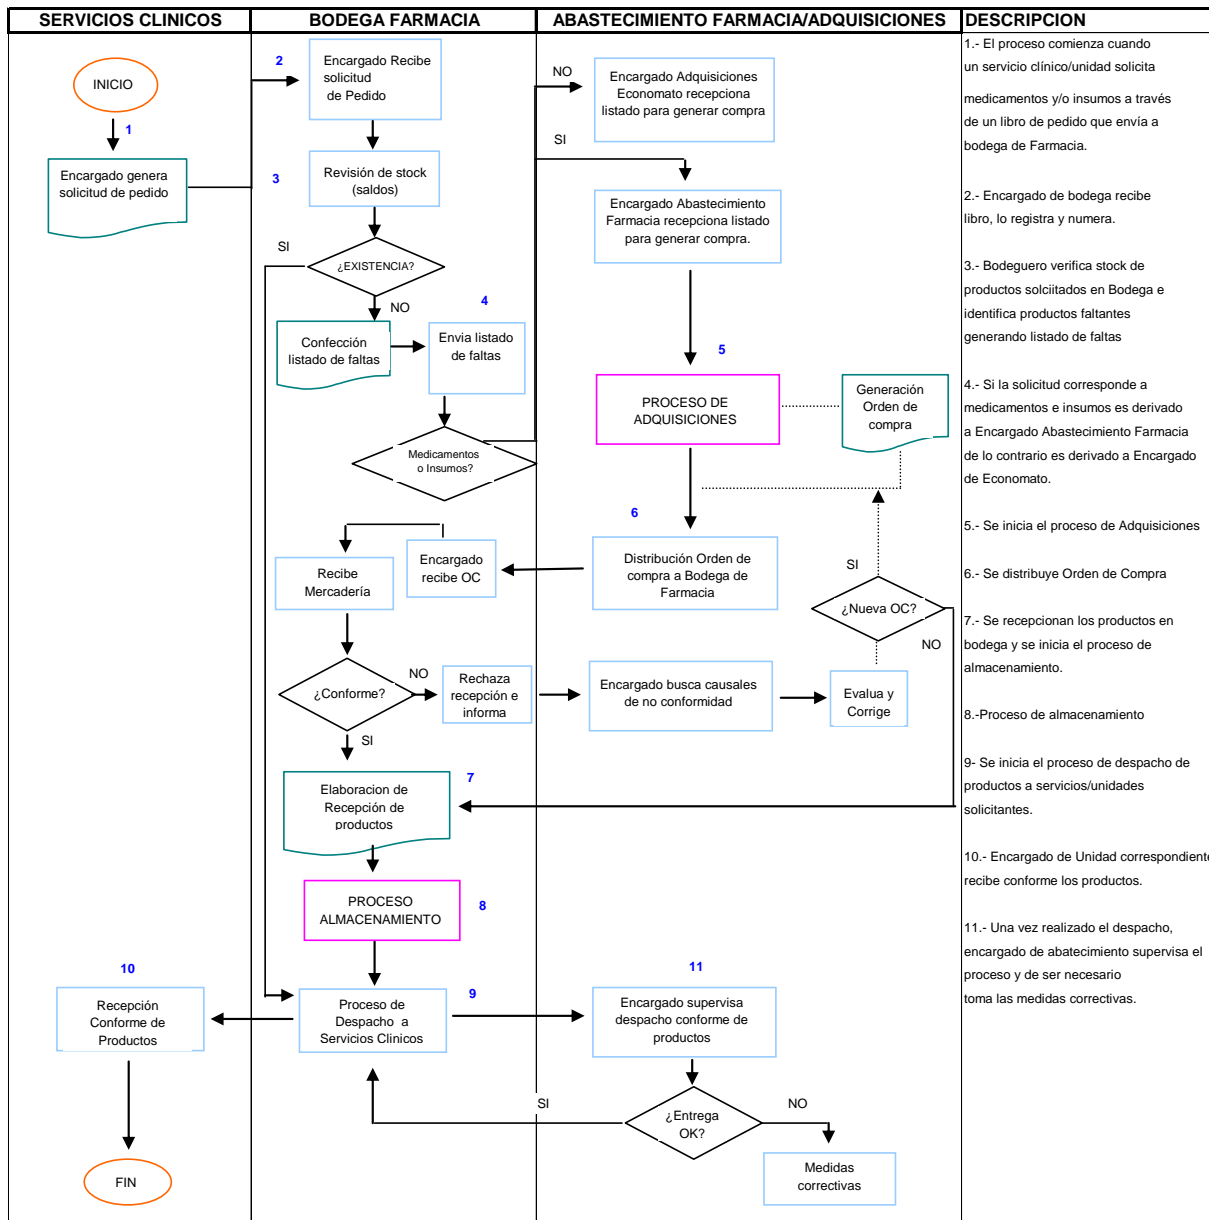 SERVICIOS CLINICOS
BODEGA FARMACIA
ABASTECIMIENTO FARMACIA/ADQUISICIONES
DESCRIPCION
INICIO
1
Encargado genera
solicitud de pedido
2
Encargado Recibe
solicitud
de Pedido
3
Revisión de stock
(saldos)
SI
¿EXISTENCIA?
NO
4
Confección
listado de faltas
Envia listado
de faltas
Medicamentos
o Insumos?
NO
Encargado Adquisiciones
Economato recepciona
listado para generar compra
SI
Encargado Abastecimiento
Farmacia recepciona listado
para generar compra.
5
PROCESO DE
ADQUISICIONES
Generación
Orden de
compra
6
Distribución Orden de
compra a Bodega de
Farmacia
Encargado
recibe OC
Recibe
Mercadería
SI
¿Nueva OC?
NO
¿Conforme?
NO
Rechaza
recepción e
informa
Encargado busca causales
de no conformidad
Evalua y
Corrige
SI
7
Elaboracion de
Recepción de
productos
PROCESO
ALMACENAMIENTO
8
10
Recepción
Conforme de
Productos
Proceso de
Despacho a
Servicios Clinicos
9
11
Encargado supervisa
despacho conforme de
productos
SI
¿Entrega
OK?
NO
Medidas
correctivas
FIN
1.- El proceso comienza cuando
un servicio clínico/unidad solicita
medicamentos y/o insumos a través
de un libro de pedido que envía a
bodega de Farmacia.
2.- Encargado de bodega recibe
libro, lo registra y numera.
3.- Bodeguero verifica stock de
productos solciitados en Bodega e
identifica productos faltantes
generando listado de faltas
4.- Si la solicitud corresponde a
medicamentos e insumos es derivado
a Encargado Abastecimiento Farmacia
de lo contrario es derivado a Encargado
de Economato.
5.- Se inicia el proceso de Adquisiciones
6.- Se distribuye Orden de Compra
7.- Se recepcionan los productos en
bodega y se inicia el proceso de
almacenamiento.
8.-Proceso de almacenamiento
9- Se inicia el proceso de despacho de
productos a servicios/unidades
solicitantes.
10.- Encargado de Unidad correspondiente
recibe conforme los productos.
11.- Una vez realizado el despacho,
encargado de abatecimiento supervisa el
proceso y de ser necesario
toma las medidas correctivas.